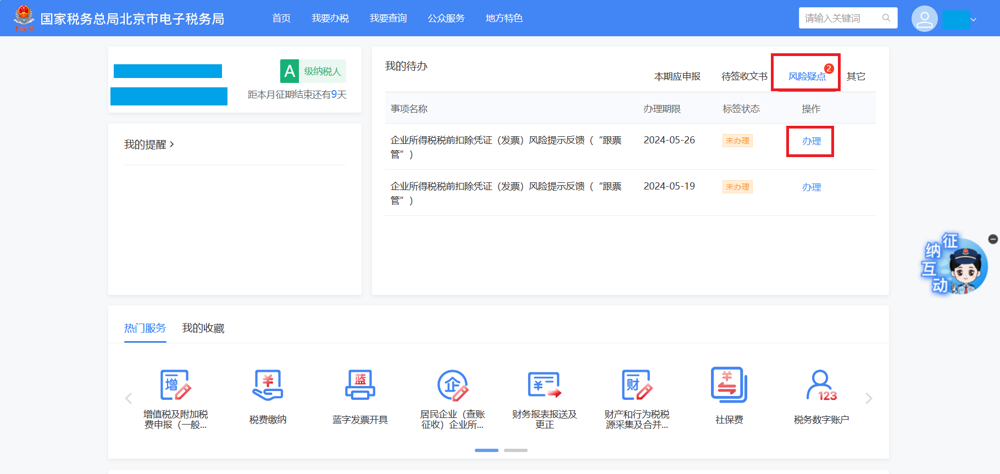 国家税务总局北京市电子税务局
首页 我要办税 我要查询 公众服务 地方特色
请输入关键词
A 级纳税人
距本月征期结束还有9天
我的提醒 >
我的待办
本期应申报 待签收文书 风险疑点 2 其它
事项名称 办理期限 标签状态 操作
企业所得税税前扣除凭证（发票）风险提示反馈（“跟票
管”）
2024-05-26 未办理 办理
企业所得税税前扣除凭证（发票）风险提示反馈（“跟票
管”）
2024-05-19 未办理 办理
征
纳
互
动
热门服务 我的收藏
增
增值税及附加税
费申报（一般...
税费缴纳
蓝
蓝字发票开具
企
居民企业（查账
征收）企业所...
财务报表报送及
更正
财
财产和行为税税
源采集及合并...
社保费
123
税务数字账户